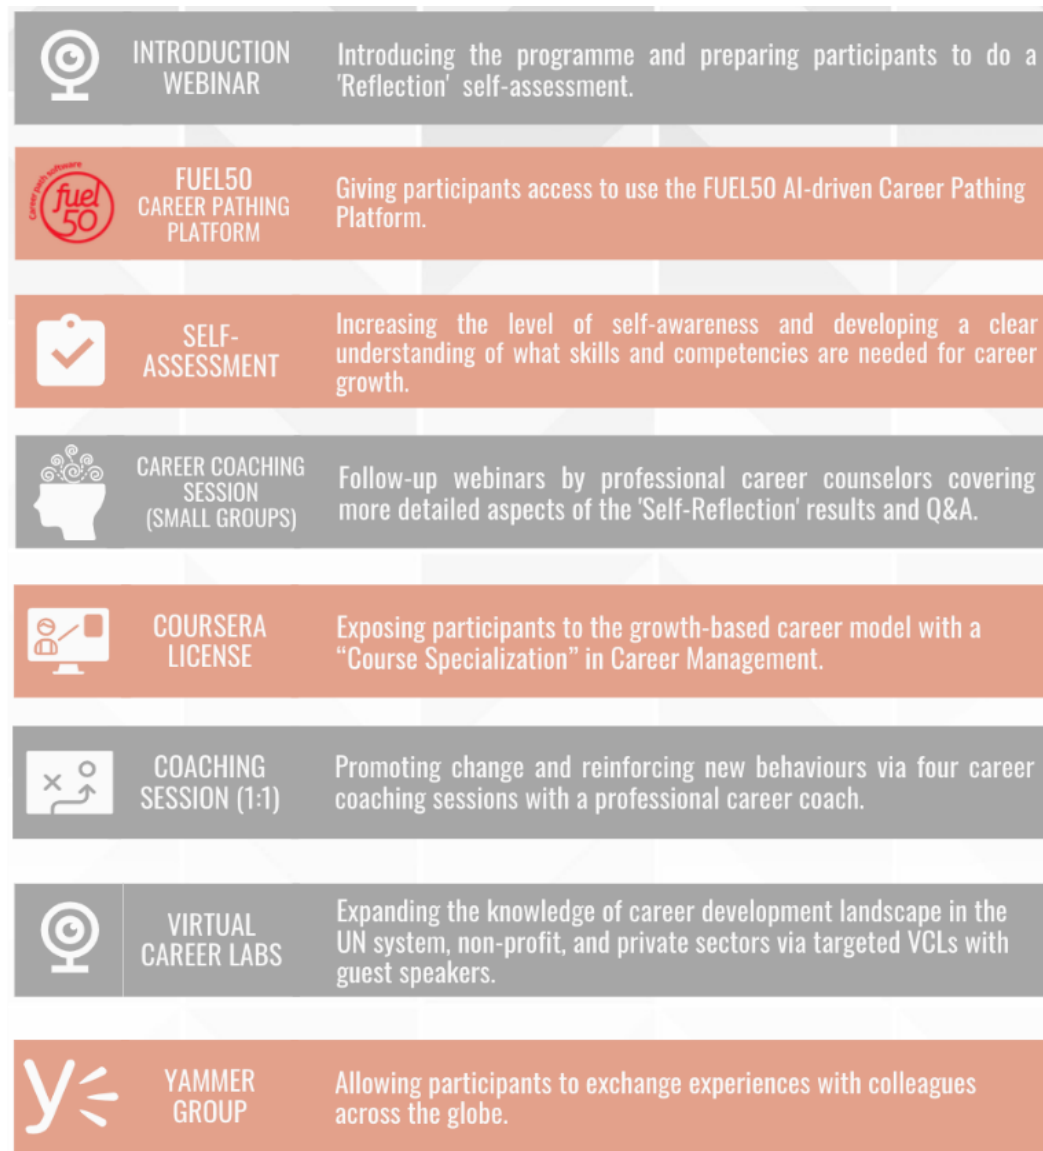 INTRODUCTION
WEBINAR
Introducing the programme and preparing participants to do a
'Reflection' self-assessment.
Career path software
fuel
50
FUEL50
CAREER PATHING
PLATFORM
Giving participants access to use the FUEL50 AI-driven Career Pathing
Platform.
SELF-
ASSESSMENT
Increasing the level of self-awareness and developing a clear
understanding of what skills and competencies are needed for career
growth.
CAREER COACHING
SESSION
(SMALL GROUPS)
Follow-up webinars by professional career counselors covering
more detailed aspects of the 'Self-Reflection' results and Q&A.
COURSERA
LICENSE
Exposing participants to the growth-based career model with a
“Course Specialization” in Career Management.
COACHING
SESSION (1:1)
Promoting change and reinforcing new behaviours via four career
coaching sessions with a professional career coach.
VIRTUAL
CAREER LABS
Expanding the knowledge of career development landscape in the
UN system, non-profit, and private sectors via targeted VCLs with
guest speakers.
YAMMER
GROUP
Allowing participants to exchange experiences with colleagues
across the globe.